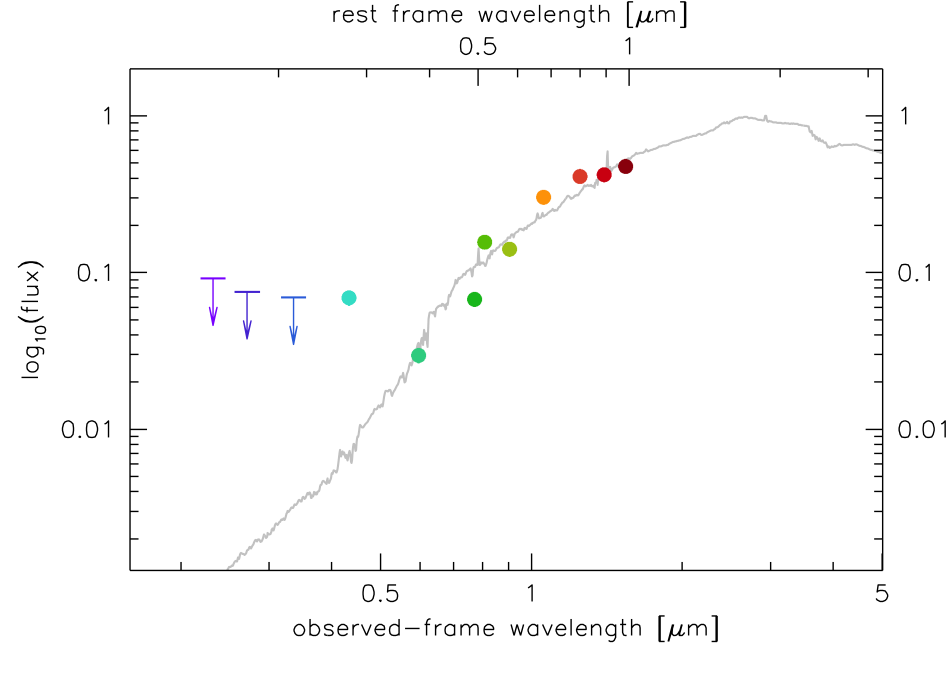 rest frame wavelength [μm]
0.5 1
1 1
0.1 0.1
0.01 0.01
log10(flux)
0.5 1 5
observed-frame wavelength [μm]